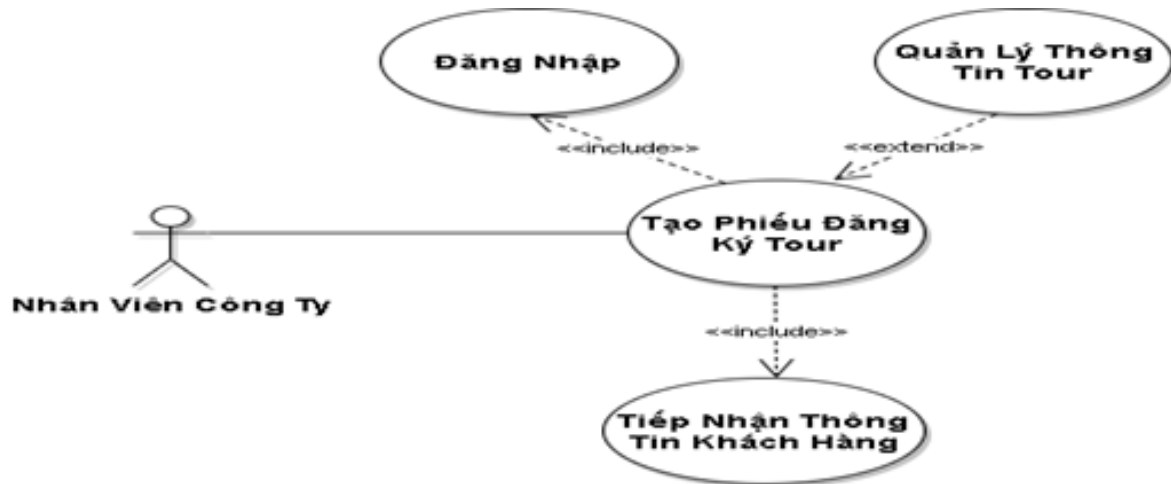 Đăng Nhập
Quản Lý Thông
Tin Tour
<<include>>
<<extend>>
Tạo Phiếu Đăng
Ký Tour
Nhân Viên Công Ty
<<include>>
Tiếp Nhận Thông
Tin Khách Hàng